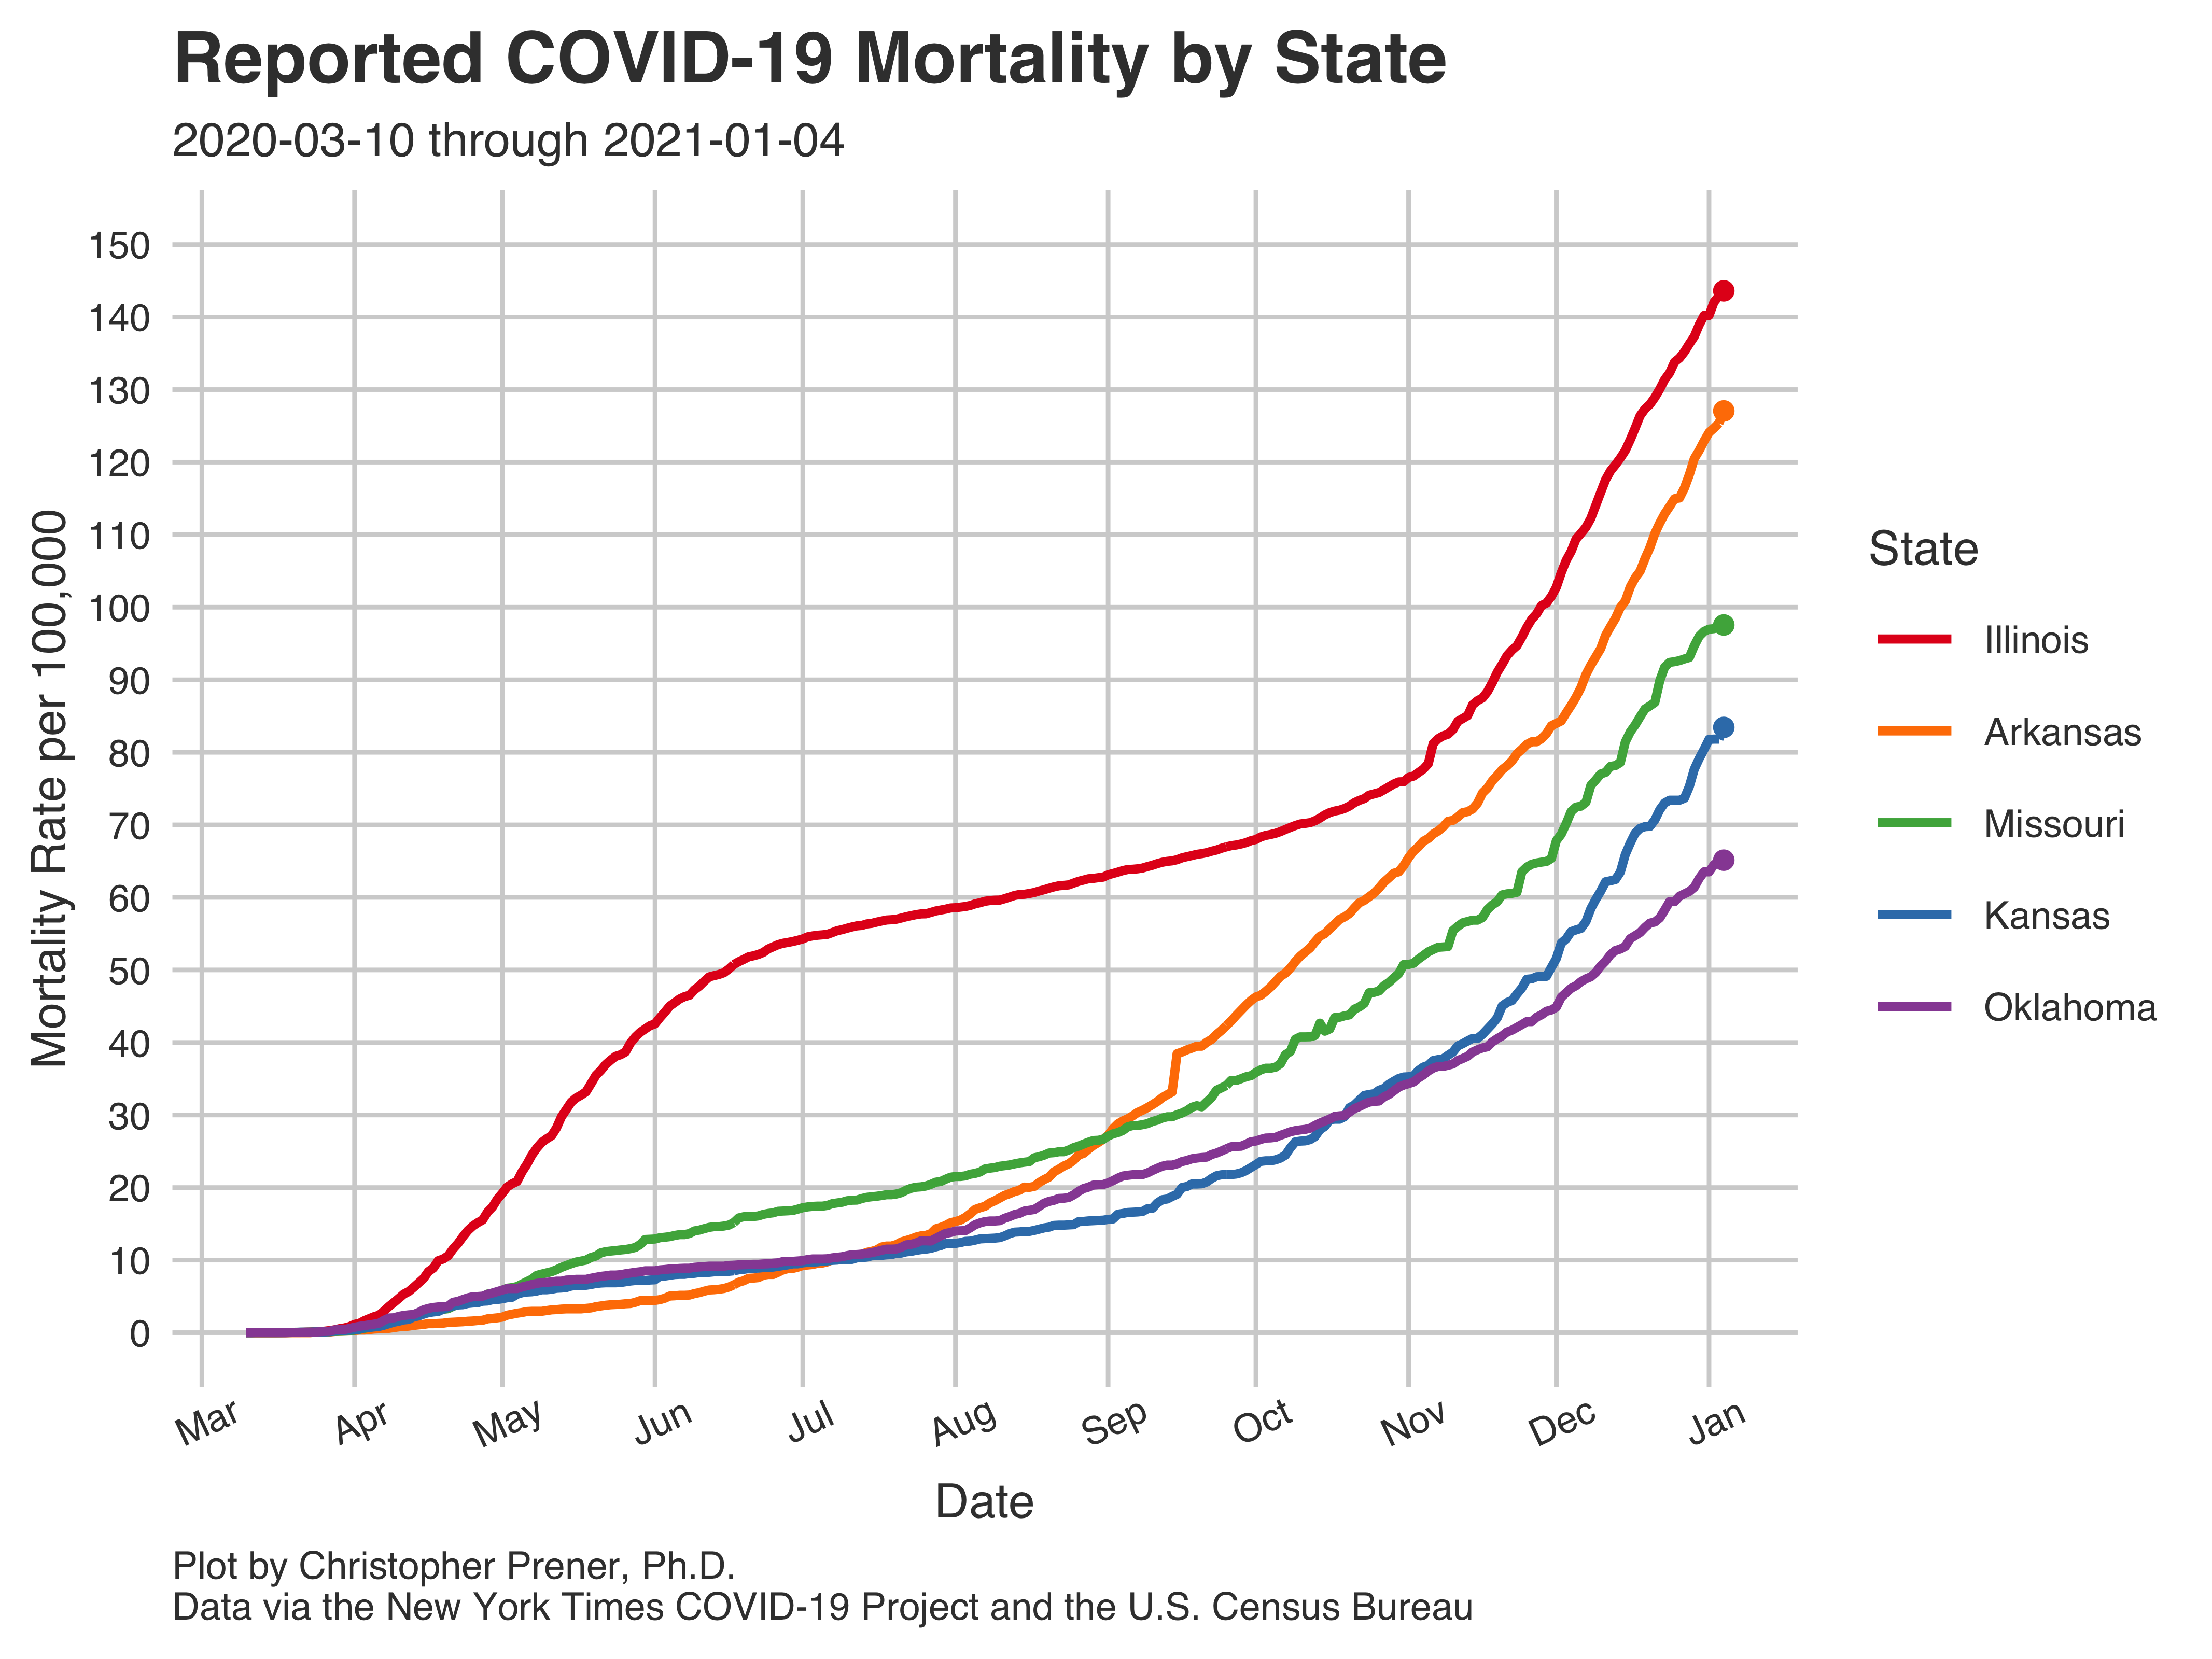 Reported COVID-19 Mortality by State
2020-03-10 through 2021-01-04
Mortality Rate per 100,000
150
140
130
120
110
100
90
80
70
60
50
40
30
20
10
0
Mar
Apr
May
Jun
Jul
Aug
Sep
Oct
Nov
Dec
Jan
Date
State
Illinois
Arkansas
Missouri
Kansas
Oklahoma
Plot by Christopher Prener, Ph.D.
Data via the New York Times COVID-19 Project and the U.S. Census Bureau